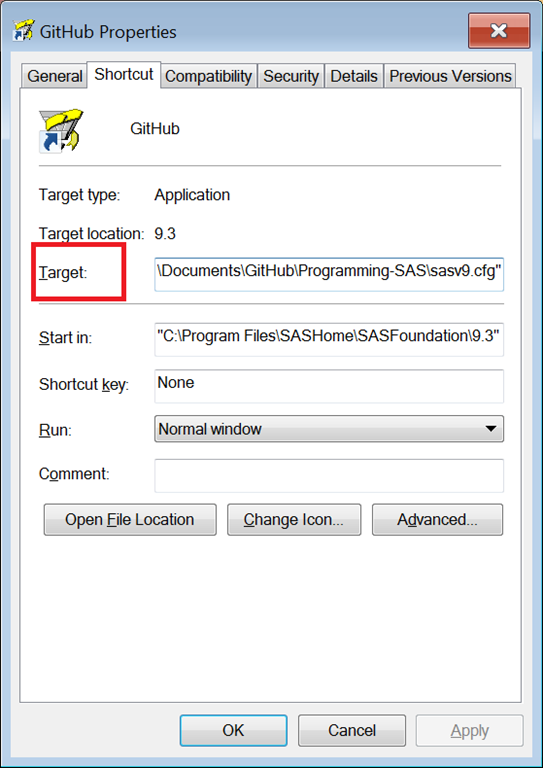 GitHub Properties
General Shortcut Compatibility Security Details Previous Versions
GitHub
Target type: Application
Target location: 9.3
Target: \Documents\GitHub\Programming-SAS\sasv9.cfg"
Start in: "C:\Program Files\SASHome\SASFoundation\9.3"
Shortcut key: None
Run: Normal window
Comment:
Open File Location Change Icon... Advanced...
OK Cancel Apply